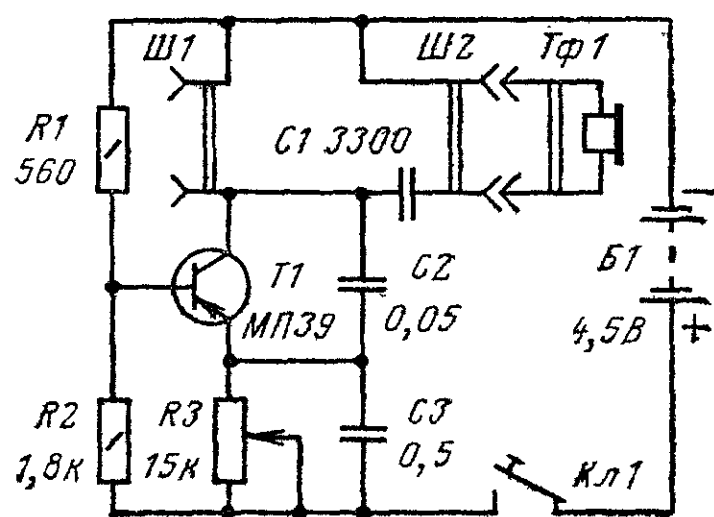 Ш1
Ш2
Тф1
R1
560
C1 3300
T1
МП39
C2
0,05
Б1
4,5В
−
+
R2
1,8к
R3
15к
C3
0,5
Кл1